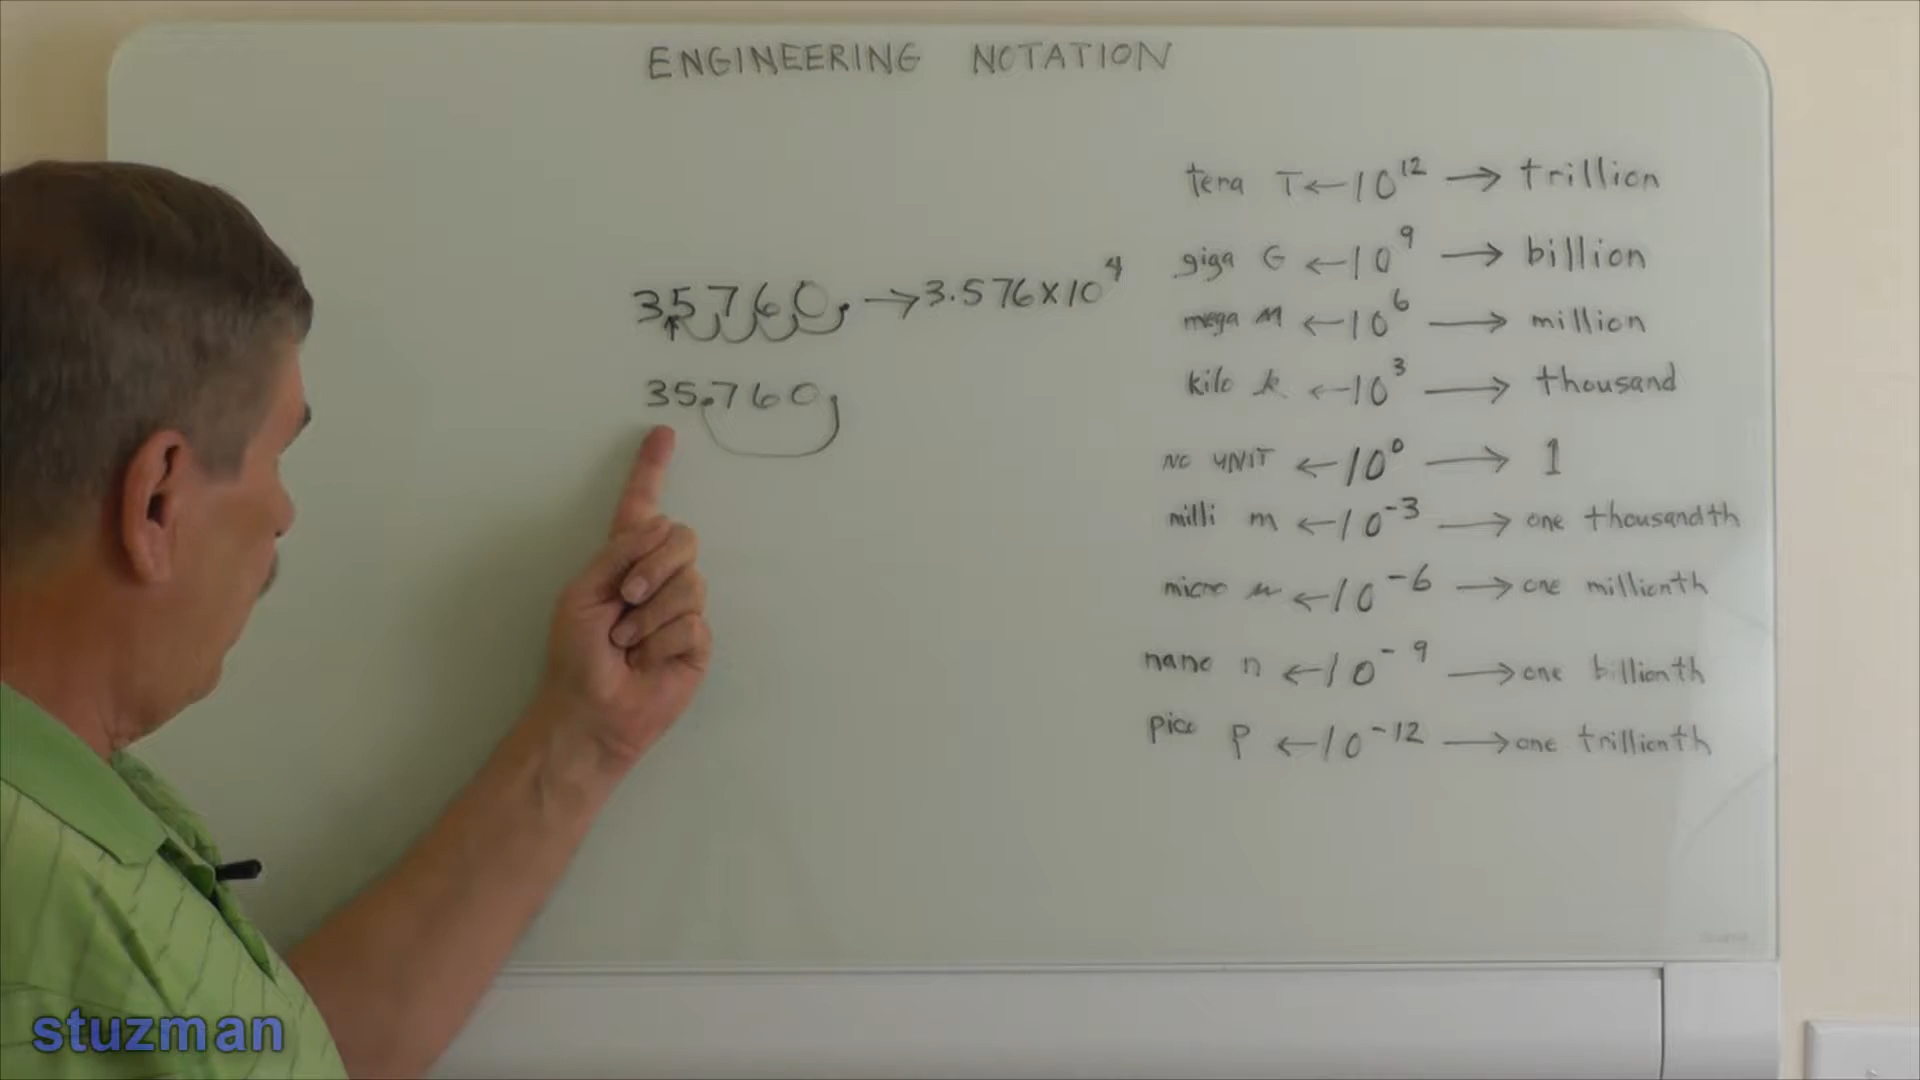 ENGINEERING NOTATION
35760. → 3.576 x 10⁴
35.760
tera T ← 10¹² → trillion
giga G ← 10⁹ → billion
mega M ← 10⁶ → million
kilo k ← 10³ → thousand
NO UNIT ← 10⁰ → 1
milli m ← 10⁻³ → one thousandth
micro µ ← 10⁻⁶ → one millionth
nano n ← 10⁻⁹ → one billionth
pico p ← 10⁻¹² → one trillionth
stuzman